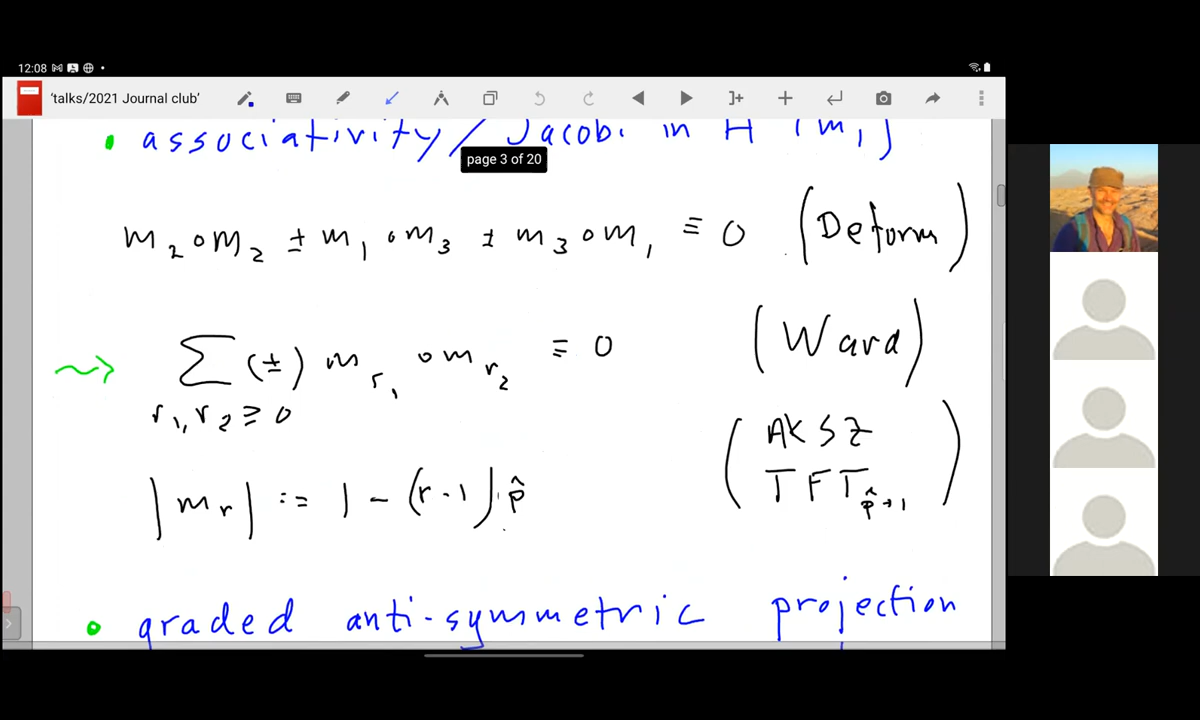 12:08
'talks/2021 Journal club'
• associativity/Jacobi in H (m₁)
page 3 of 20
m₂∘m₂ ± m₁∘m₃ ± m₃∘m₁ ≡ 0 (Deform)
⇝ Σ (±) m_{r₁} ∘ m_{r₂} ≡ 0 (Ward)
r₁, r₂ ≥ 0
|m_r| := 1 - (r-1)·p̂ (AKSZ
TFT_{p̂+1})
• graded anti-symmetric projection